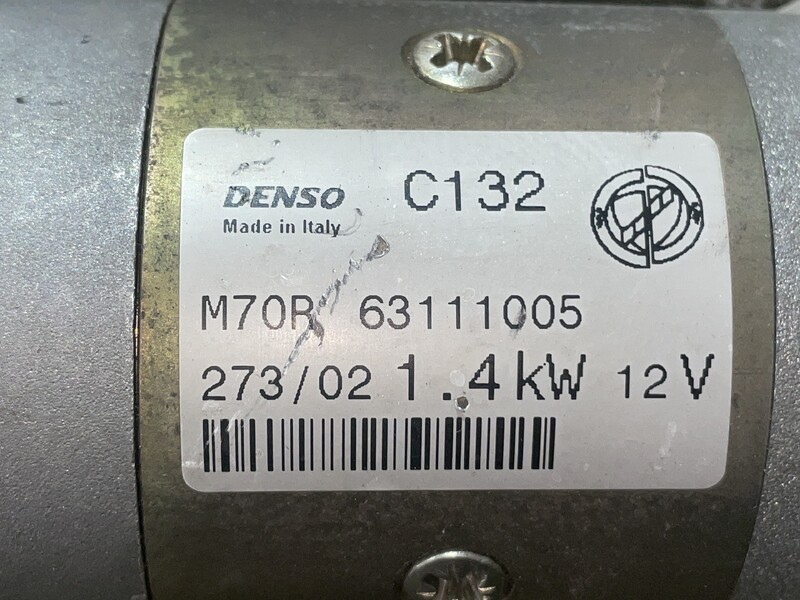 DENSO C132
Made in Italy
M70R 63111005
273/02 1.4kW 12V